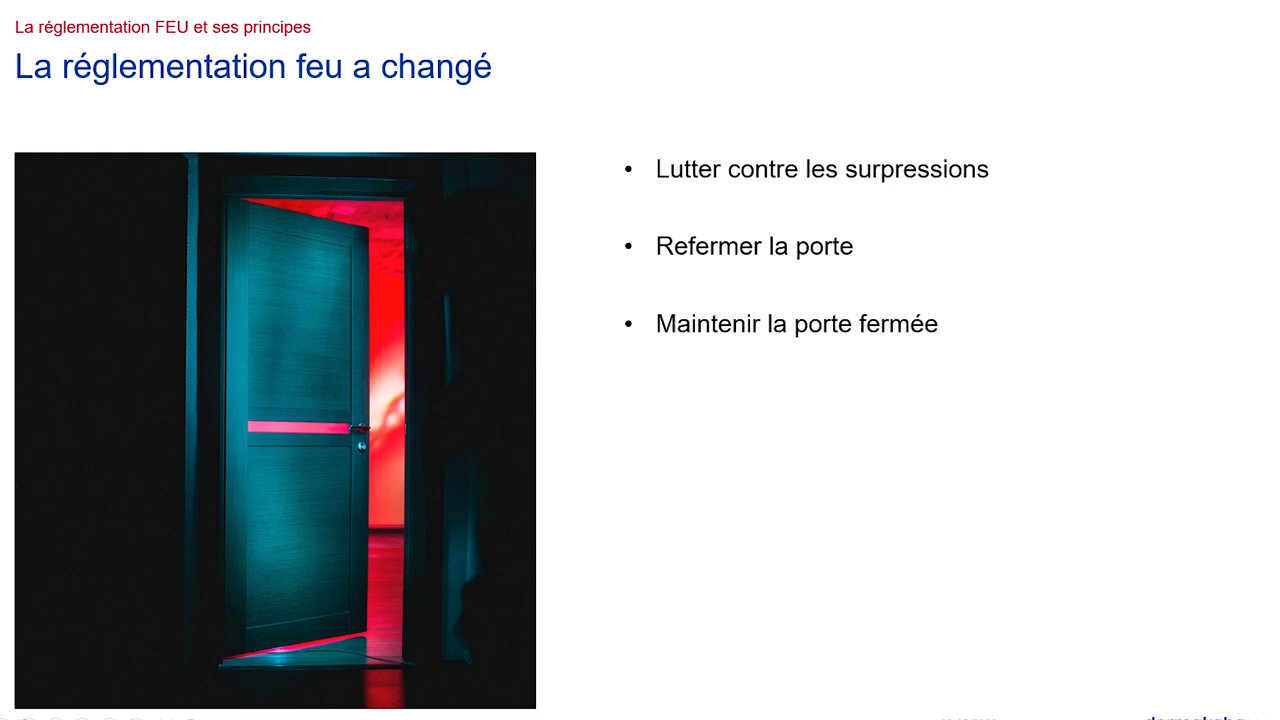 La réglementation FEU et ses principes
La réglementation feu a changé
• Lutter contre les surpressions
• Refermer la porte
• Maintenir la porte fermée